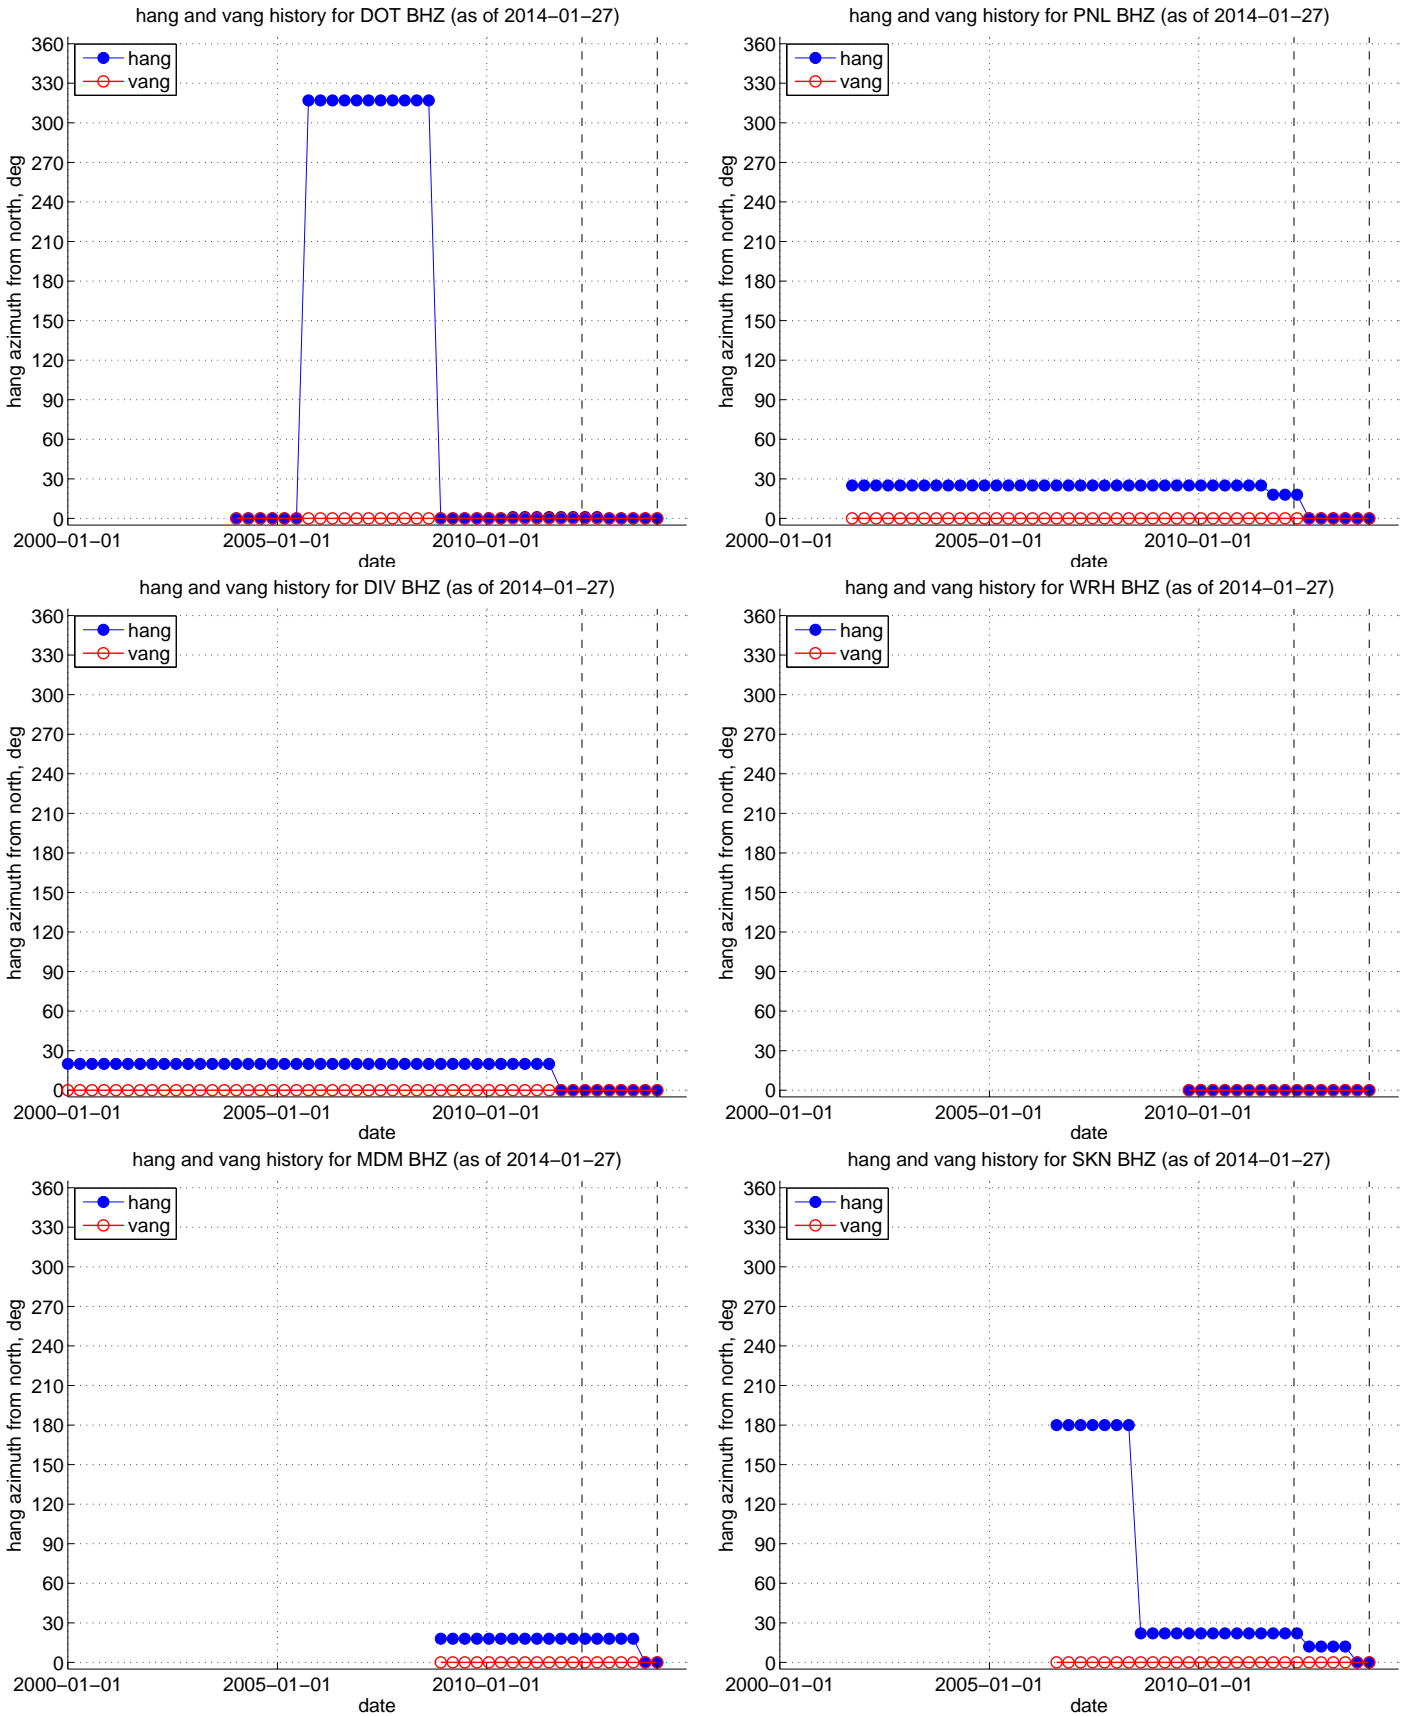 hang and vang history for DOT BHZ (as of 2014−01−27)
hang
vang
360
330
300
270
240
210
180
150
120
90
60
30
0
hang azimuth from north, deg
2000−01−01 2005−01−01 2010−01−01
date
hang and vang history for PNL BHZ (as of 2014−01−27)
hang
vang
360
330
300
270
240
210
180
150
120
90
60
30
0
hang azimuth from north, deg
2000−01−01 2005−01−01 2010−01−01
date
hang and vang history for DIV BHZ (as of 2014−01−27)
hang
vang
360
330
300
270
240
210
180
150
120
90
60
30
0
hang azimuth from north, deg
2000−01−01 2005−01−01 2010−01−01
date
hang and vang history for WRH BHZ (as of 2014−01−27)
hang
vang
360
330
300
270
240
210
180
150
120
90
60
30
0
hang azimuth from north, deg
2000−01−01 2005−01−01 2010−01−01
date
hang and vang history for MDM BHZ (as of 2014−01−27)
hang
vang
360
330
300
270
240
210
180
150
120
90
60
30
0
hang azimuth from north, deg
2000−01−01 2005−01−01 2010−01−01
date
hang and vang history for SKN BHZ (as of 2014−01−27)
hang
vang
360
330
300
270
240
210
180
150
120
90
60
30
0
hang azimuth from north, deg
2000−01−01 2005−01−01 2010−01−01
date